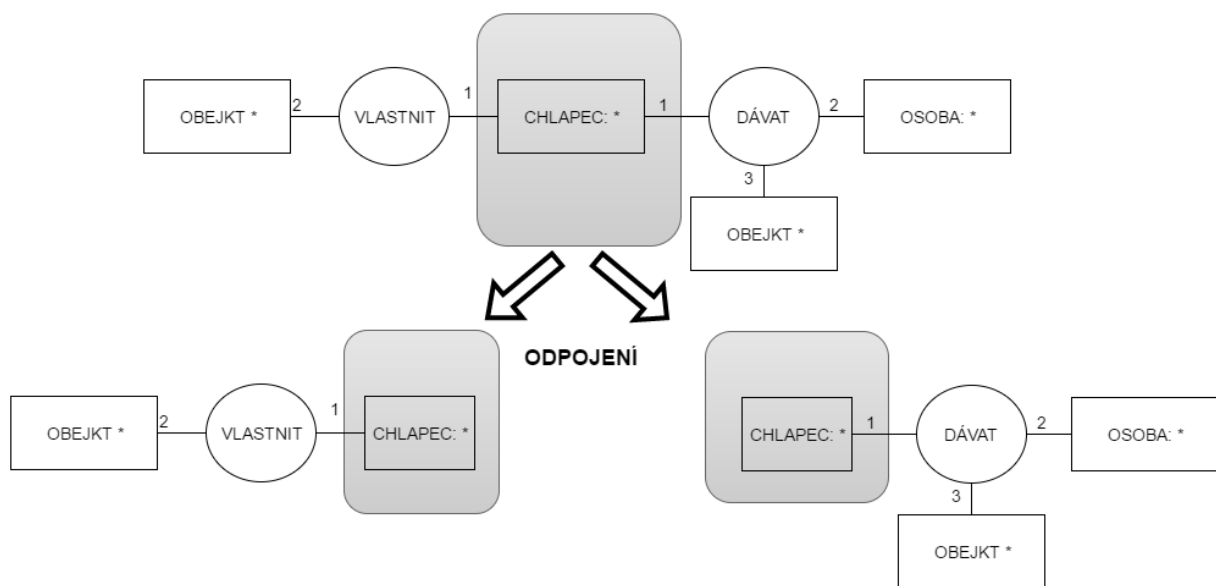 OBEJKT *
2
VLASTNIT
1
CHLAPEC: *
1
DÁVAT
2
OSOBA: *
3
OBEJKT *
ODPOJENÍ
OBEJKT *
2
VLASTNIT
1
CHLAPEC: *
CHLAPEC: *
1
DÁVAT
2
OSOBA: *
3
OBEJKT *